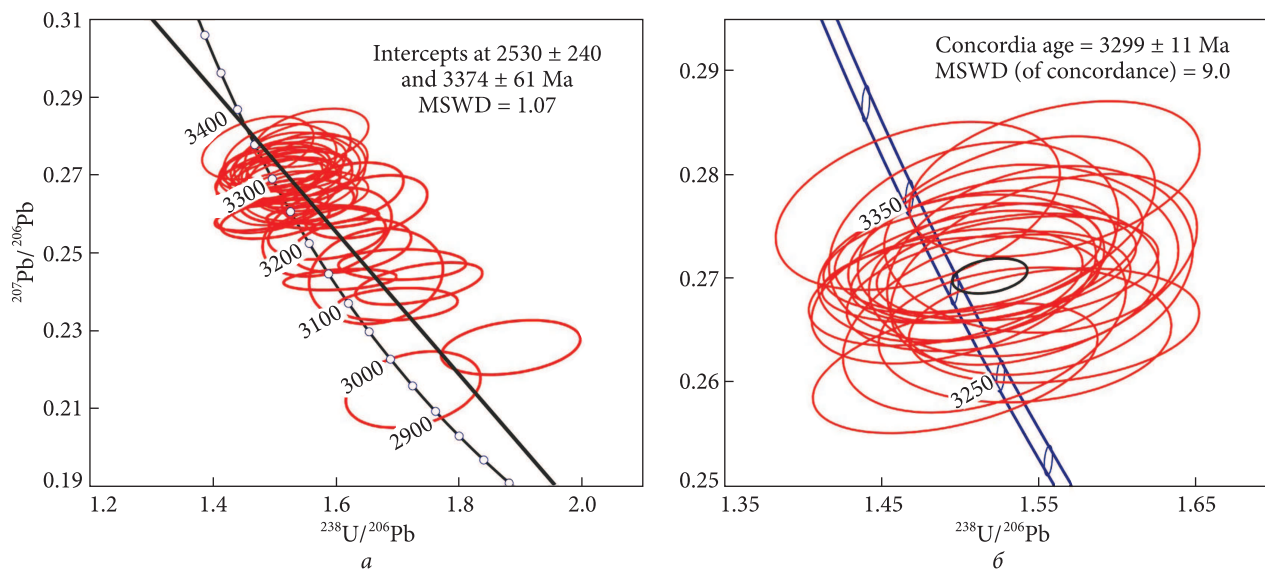 0.31
0.29
0.27
0.25
0.23
0.21
0.19
²⁰⁷Pb/²⁰⁶Pb
Intercepts at 2530 ± 240
and 3374 ± 61 Ma
MSWD = 1.07
3400
3300
3200
3100
3000
2900
1.2 1.4 1.6 1.8 2.0
²³⁸U/²⁰⁶Pb
а
0.29
0.28
0.27
0.26
0.25
Concordia age = 3299 ± 11 Ma
MSWD (of concordance) = 9.0
3350
3250
1.35 1.45 1.55 1.65
²³⁸U/²⁰⁶Pb
б